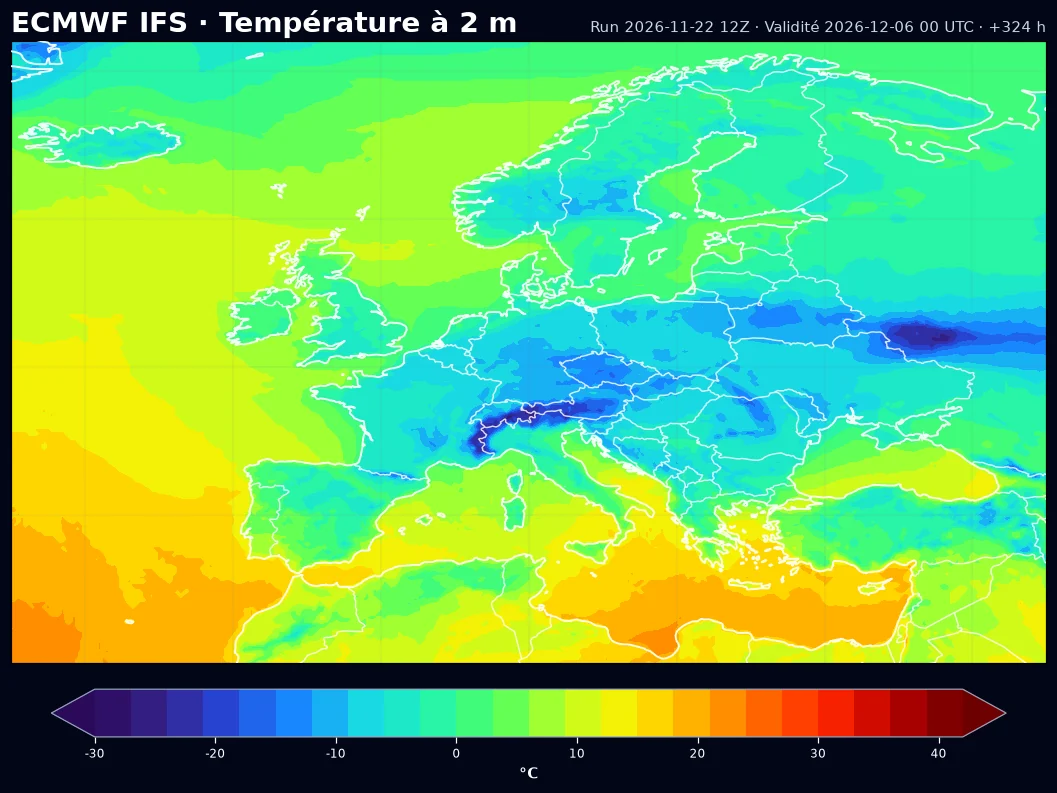 ECMWF IFS · Température à 2 m
Run 2026-11-22 12Z · Validité 2026-12-06 00 UTC · +324 h
-30 -20 -10 0 10 20 30 40
°C